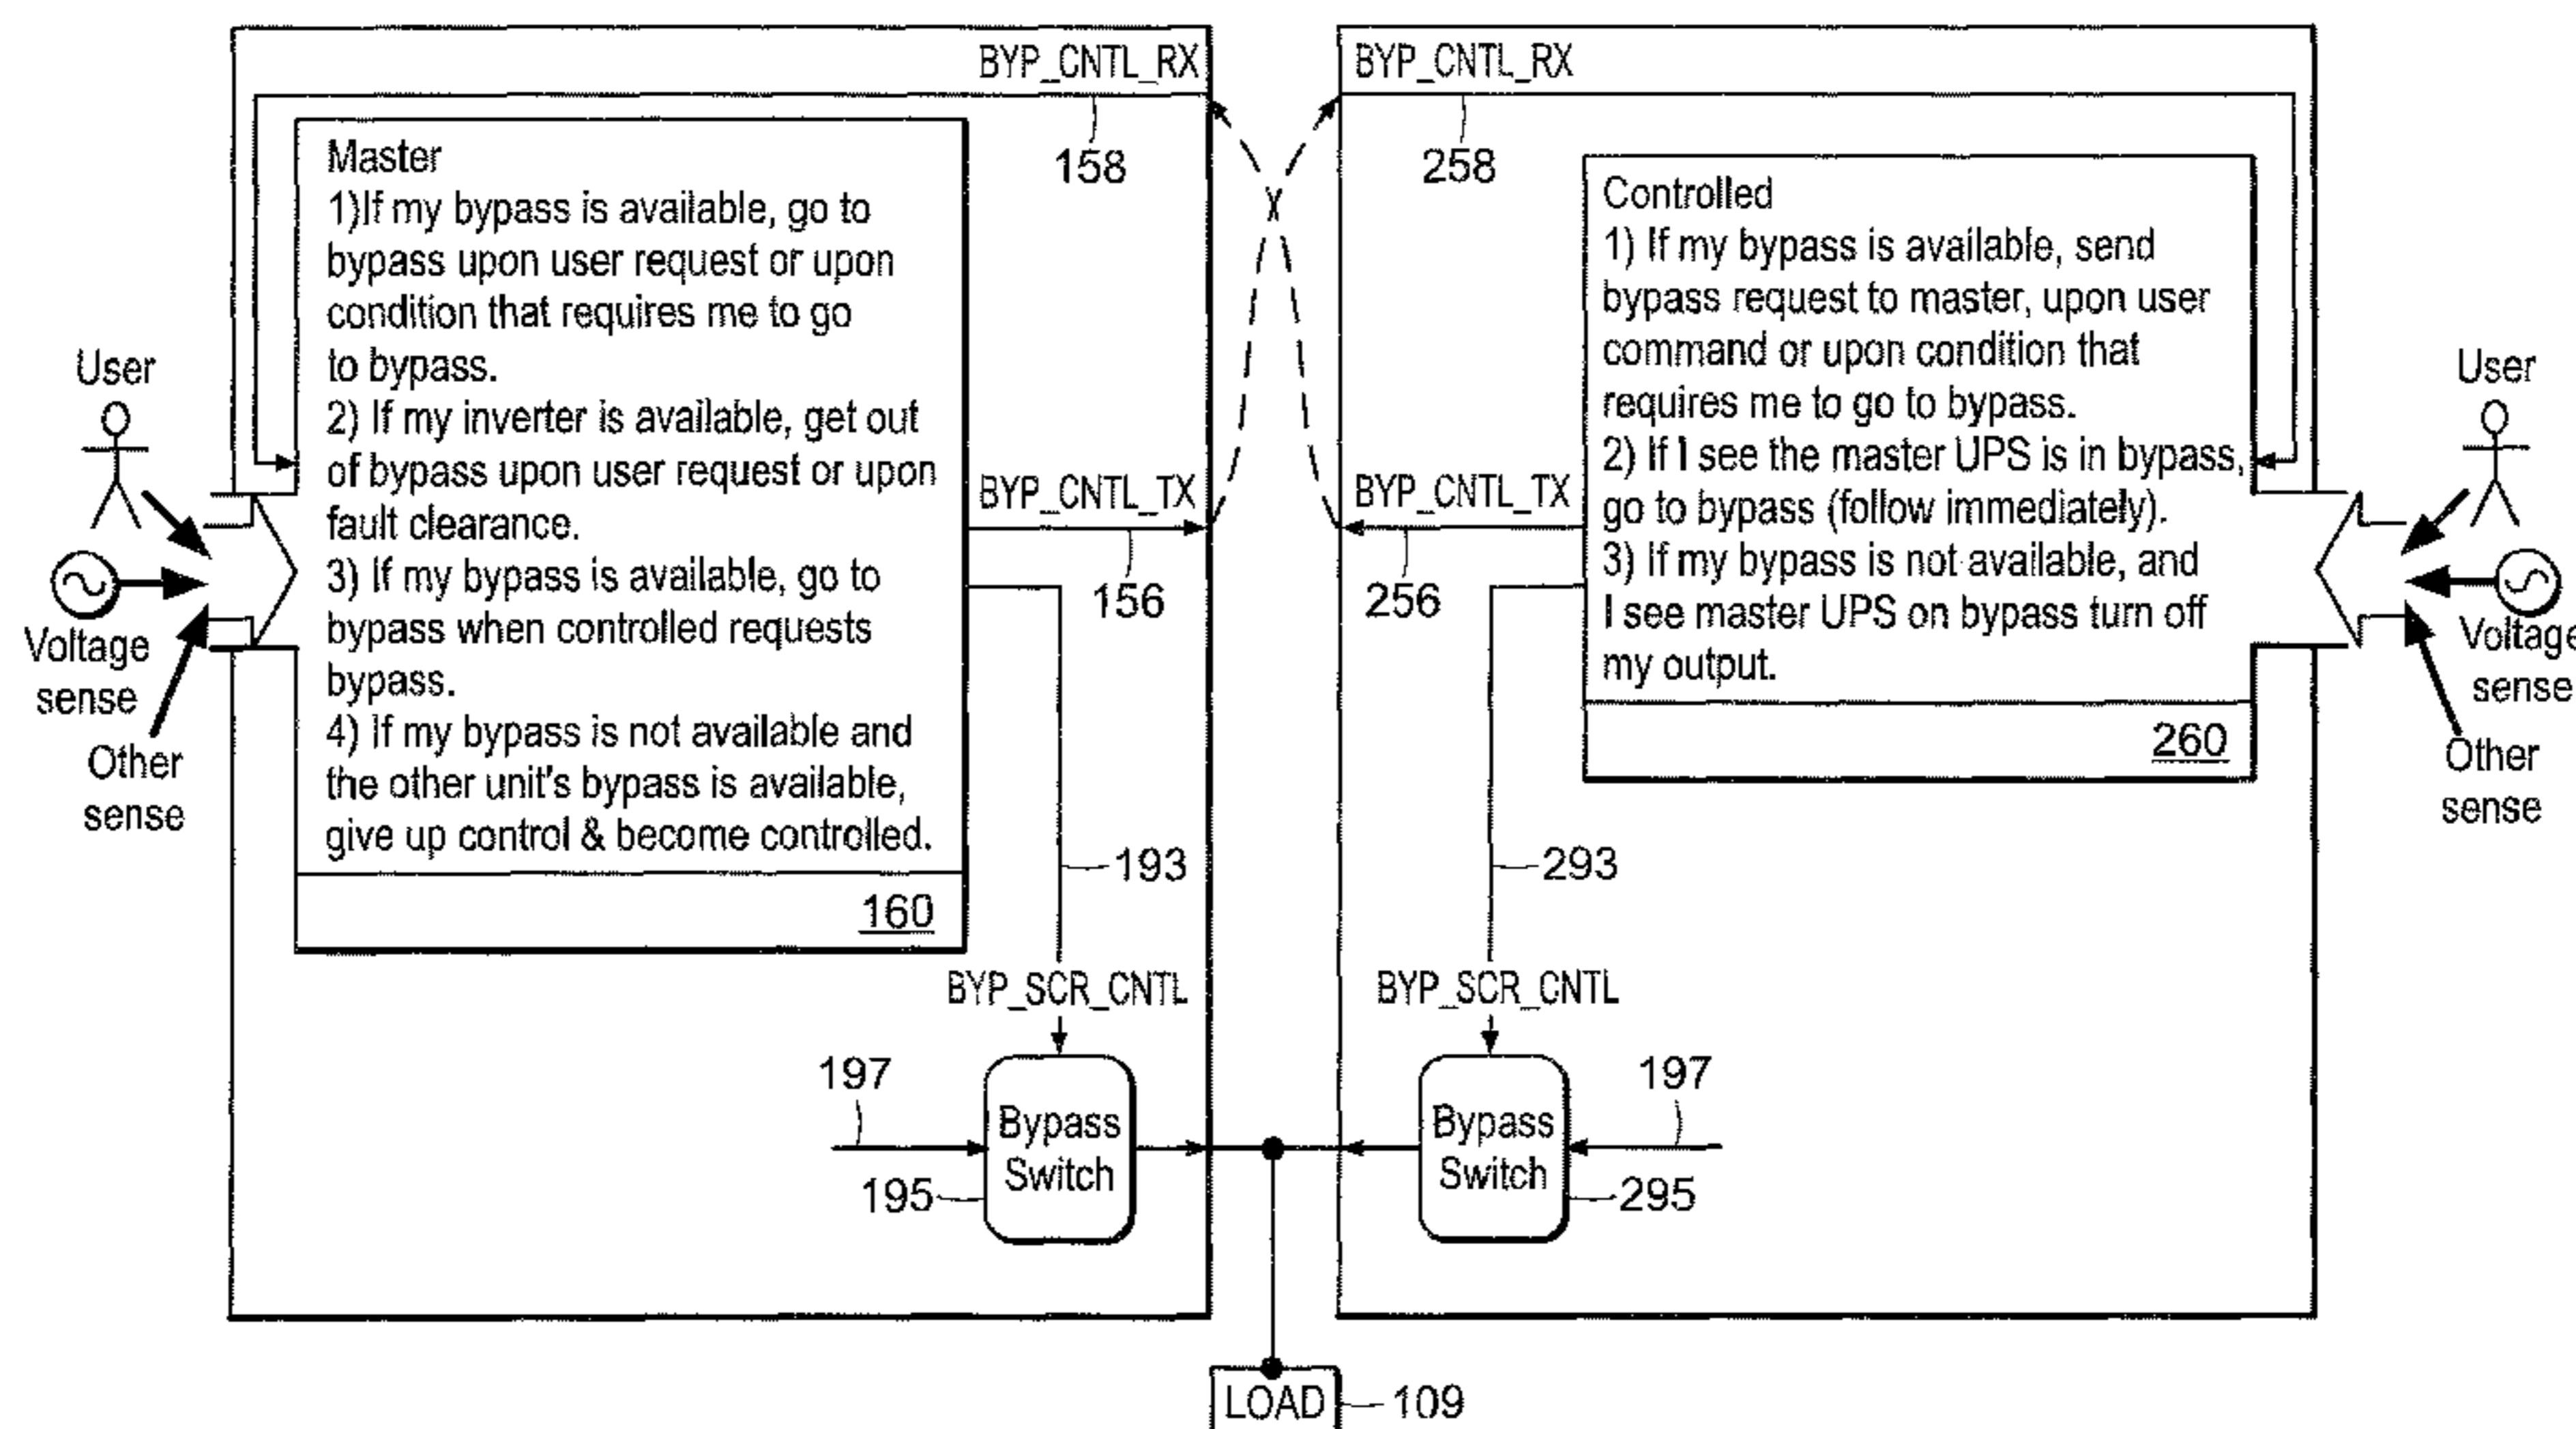 BYP_CNTL_RX
158
Master
1)If my bypass is available, go to
bypass upon user request or upon
condition that requires me to go
to bypass.
2) If my inverter is available, get out
of bypass upon user request or upon
fault clearance.
3) If my bypass is available, go to
bypass when controlled requests
bypass.
4) If my bypass is not available and
the other unit's bypass is available,
give up control & become controlled.
160
User
Voltage
sense
Other
sense
BYP_CNTL_TX
156
193
BYP_SCR_CNTL
197
Bypass
Switch
195
BYP_CNTL_RX
258
Controlled
1) If my bypass is available, send
bypass request to master, upon user
command or upon condition that
requires me to go to bypass.
2) If I see the master UPS is in bypass,
go to bypass (follow immediately).
3) If my bypass is not available, and
I see master UPS on bypass turn off
my output.
260
User
Voltage
sense
Other
sense
BYP_CNTL_TX
256
293
BYP_SCR_CNTL
197
Bypass
Switch
295
LOAD
109